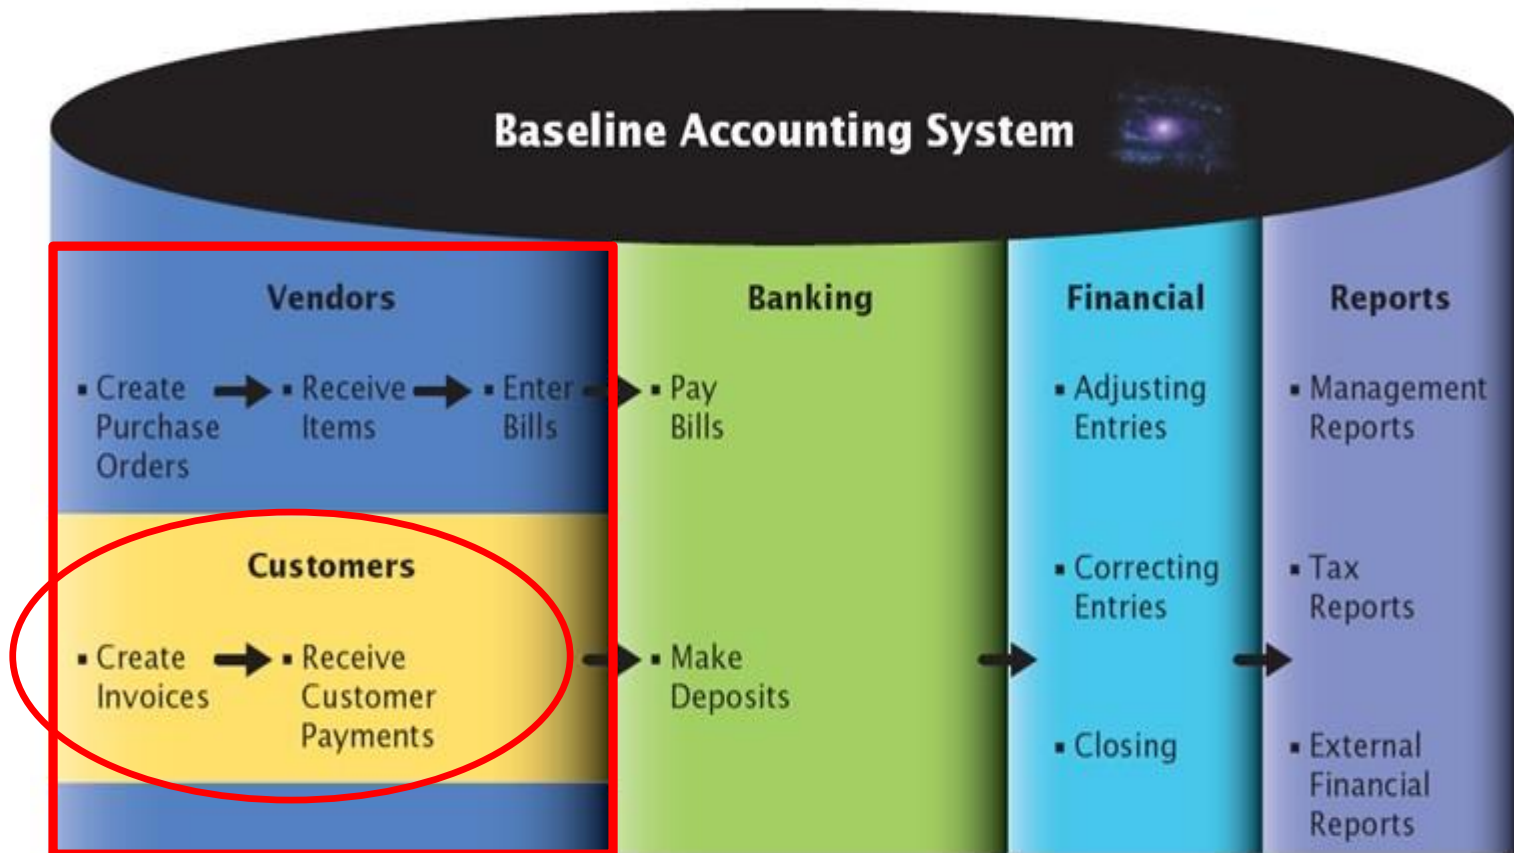 Baseline Accounting System
Vendors
▪ Create
Purchase
Orders
▪ Receive
Items
▪ Enter
Bills
Customers
▪ Create
Invoices
▪ Receive
Customer
Payments
Banking
▪ Pay
Bills
▪ Make
Deposits
Financial
▪ Adjusting
Entries
▪ Correcting
Entries
▪ Closing
Reports
▪ Management
Reports
▪ Tax
Reports
▪ External
Financial
Reports